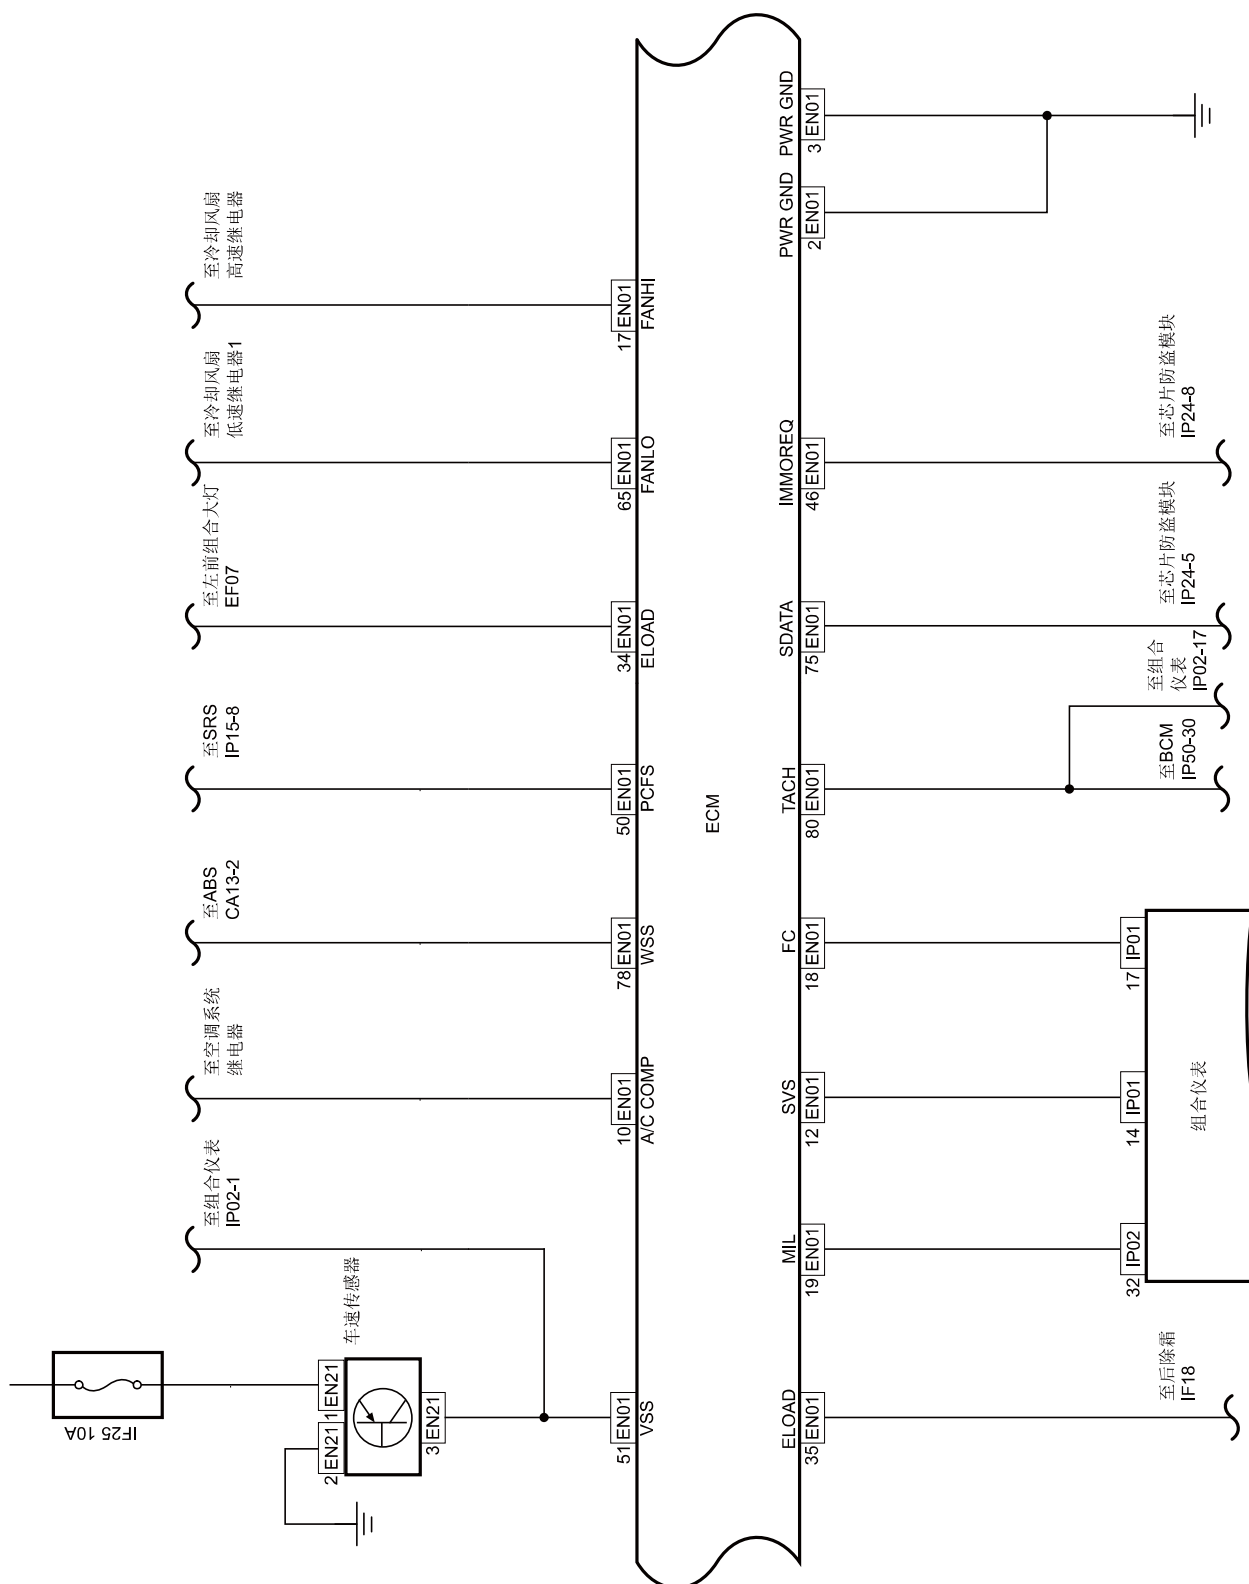 IF25 10A
2 EN21
1 EN21
车速传感器
3 EN21
至组合仪表
IP02-1
至空调系统
继电器
至ABS
CA13-2
至SRS
IP15-8
至左前组合大灯
EF07
至冷却风扇
低速继电器1
至冷却风扇
高速继电器
51 EN01
VSS
10 EN01
A/C COMP
78 EN01
WSS
50 EN01
PCFS
34 EN01
ELOAD
65 EN01
FANLO
17 EN01
FANHI
ECM
ELOAD
35 EN01
MIL
19 EN01
SVS
12 EN01
FC
18 EN01
TACH
80 EN01
SDATA
75 EN01
IMMOREQ
46 EN01
PWR GND
2 EN01
PWR GND
3 EN01
32 IP02
14 IP01
17 IP01
至后除霜
IF18
组合仪表
至BCM
IP50-30
至组合
仪表
IP02-17
至芯片防盗模块
IP24-5
至芯片防盗模块
IP24-8